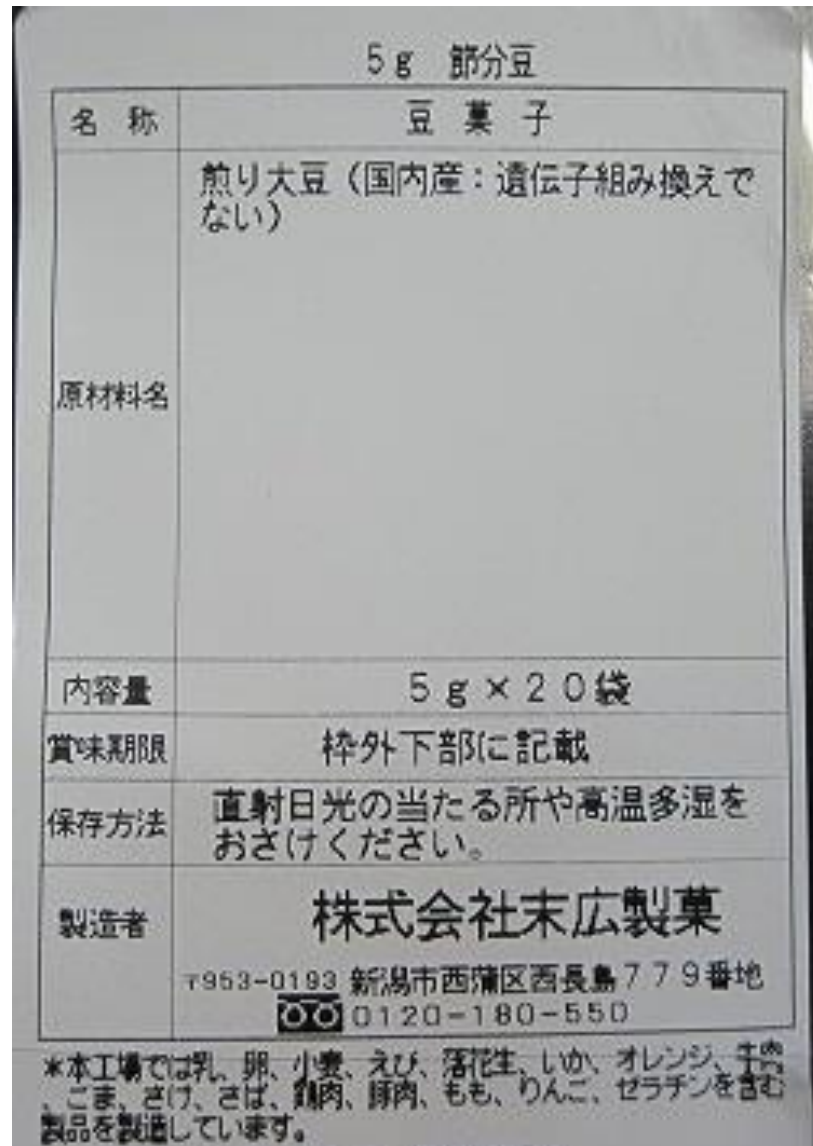 5g 節分豆
名 称
豆 菓 子
原材料名
煎り大豆(国内産:遺伝子組み換えで
ない)
内容量
5g×20袋
賞味期限
枠外下部に記載
保存方法
直射日光の当たる所や高温多湿を
おさけください。
製造者
株式会社末広製菓
〒953-0193 新潟市西蒲区西長島779番地
0120-180-550
*本工場では乳、卵、小麦、えび、落花生、いか、オレンジ、牛肉
、ごま、さけ、さば、鶏肉、豚肉、もも、りんご、ゼラチンを含む
製品を製造しています。